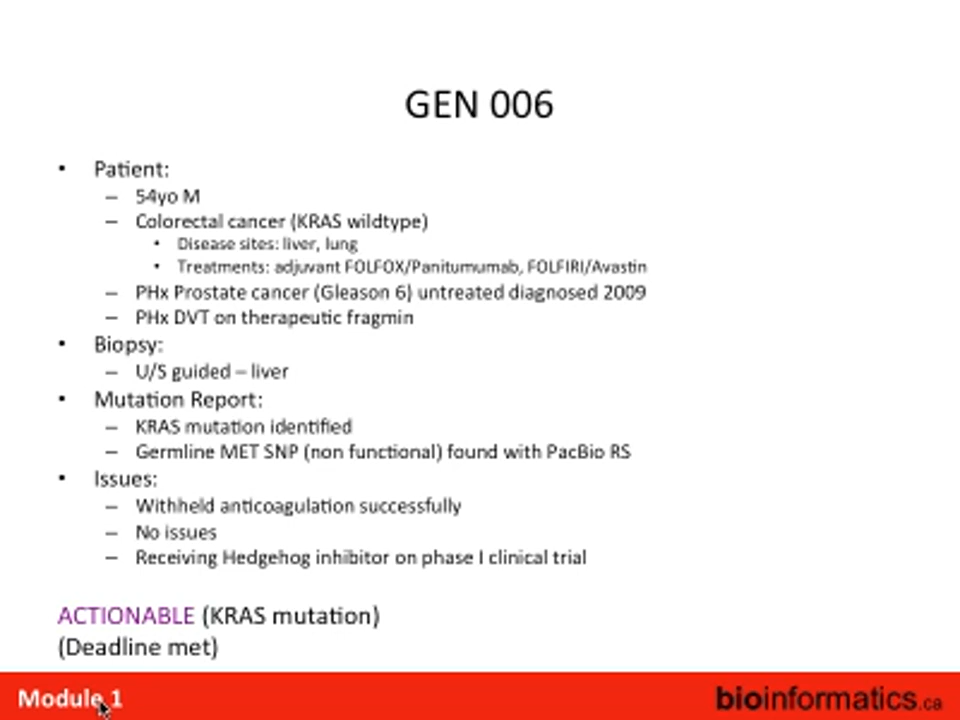 GEN 006
• Patient:
– 54yo M
– Colorectal cancer (KRAS wildtype)
• Disease sites: liver, lung
• Treatments: adjuvant FOLFOX/Panitumumab, FOLFIRI/Avastin
– PHx Prostate cancer (Gleason 6) untreated diagnosed 2009
– PHx DVT on therapeutic fragmin
• Biopsy:
– U/S guided – liver
• Mutation Report:
– KRAS mutation identified
– Germline MET SNP (non functional) found with PacBio RS
• Issues:
– Withheld anticoagulation successfully
– No issues
– Receiving Hedgehog inhibitor on phase I clinical trial
ACTIONABLE (KRAS mutation)
(Deadline met)
Module 1
bioinformatics.ca